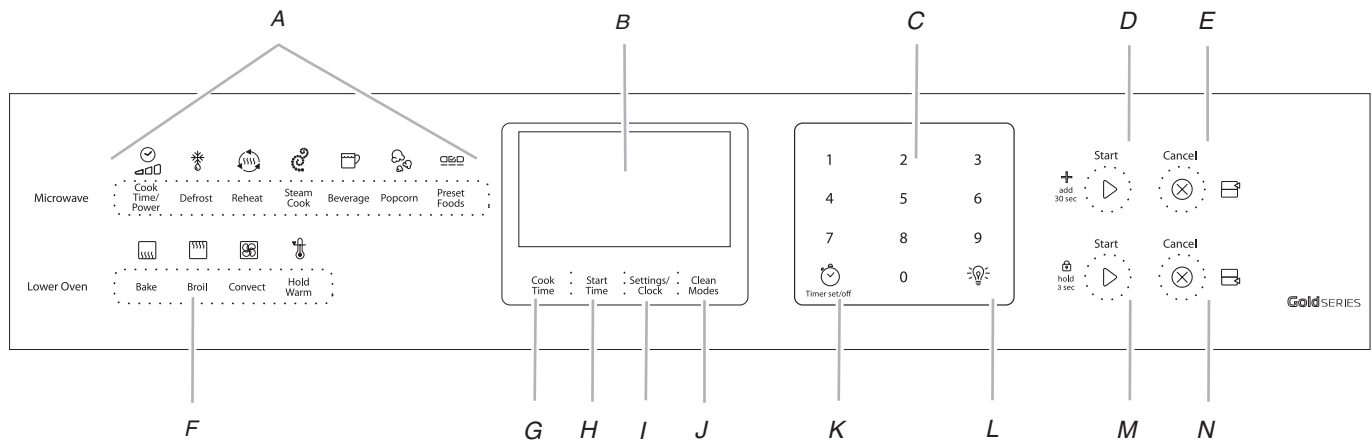 A
B
C
D
E
Microwave
Cook Time/ Power
Defrost
Reheat
Steam Cook
Beverage
Popcorn
Preset Foods
Lower Oven
Bake
Broil
Convect
Hold Warm
Cook Time
Start Time
Settings/ Clock
Clean Modes
1 2 3
4 5 6
7 8 9
0
Timer set/off
add 30 sec
Start
Cancel
hold 3 sec
Start
Cancel
Gold SERIES
F
G
H
I
J
K
L
M
N